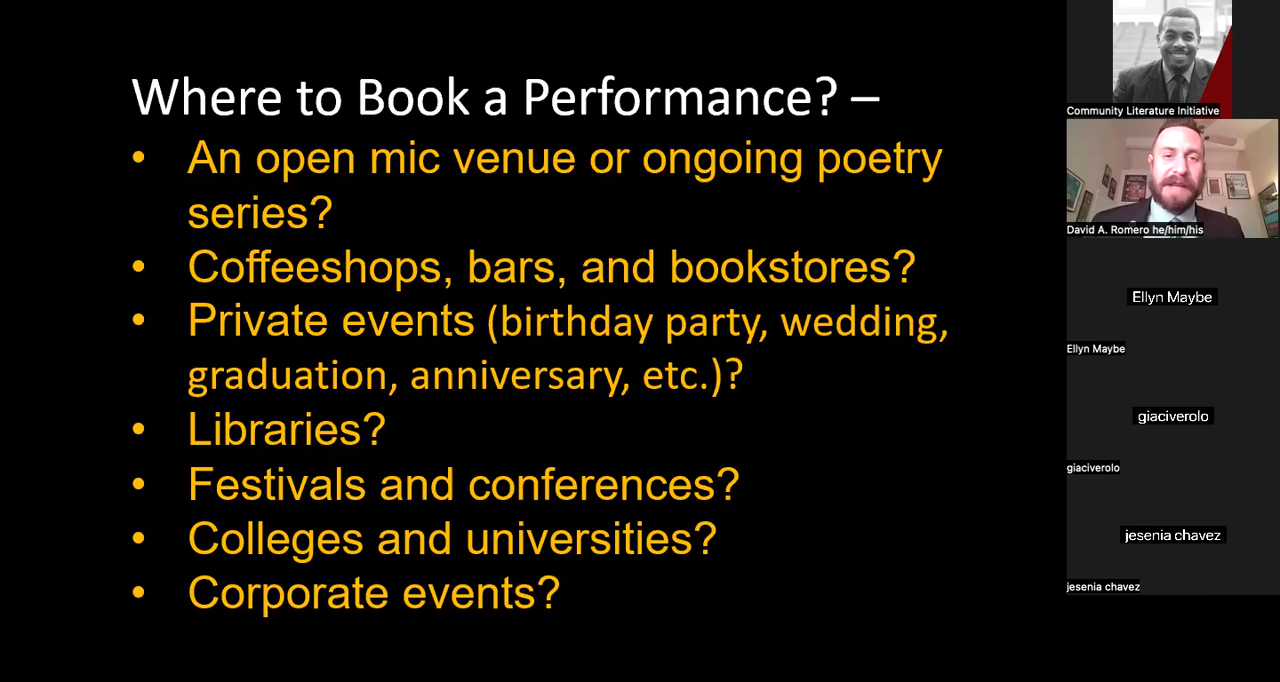 Where to Book a Performance? –
• An open mic venue or ongoing poetry
series?
• Coffeeshops, bars, and bookstores?
• Private events (birthday party, wedding,
graduation, anniversary, etc.)?
• Libraries?
• Festivals and conferences?
• Colleges and universities?
• Corporate events?
Community Literature Initiative
David A. Romero he/him/his
Ellyn Maybe
Ellyn Maybe
giaciverolo
giaciverolo
jesenia chavez
jesenia chavez